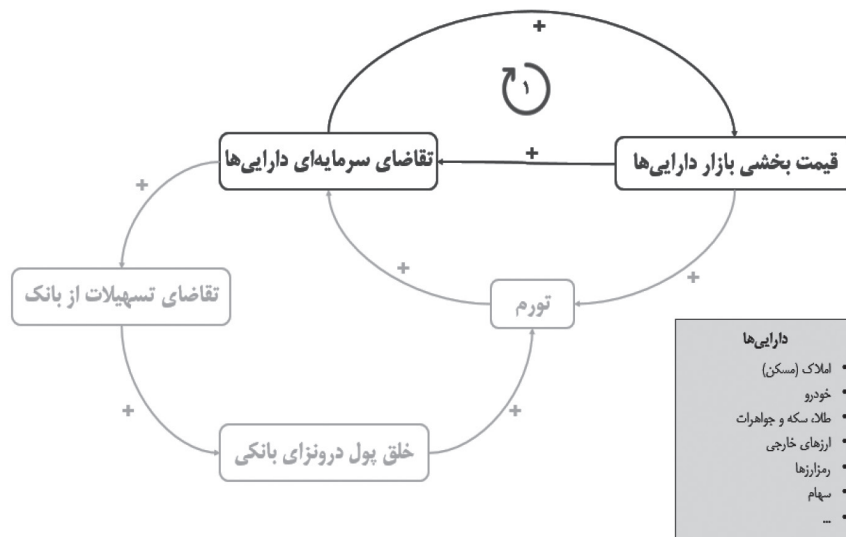 +
۱
قیمت بخشی بازار دارایی‌ها
+
تقاضای سرمایه‌ای دارایی‌ها
+
+
+
تقاضای تسهیلات از بانک
تورم
+
+
خلق پول درونزای بانکی
دارایی‌ها
• املاک (مسکن)
• خودرو
• طلا، سکه و جواهرات
• ارزهای خارجی
• رمزارزها
• سهام
• ...